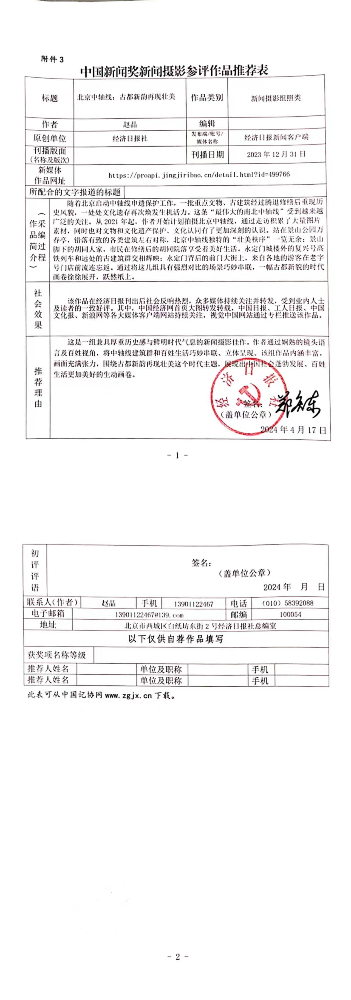 附件 3
中国新闻奖新闻摄影参评作品推荐表
标题 北京中轴线：古都新韵再现壮美 作品类别 新闻摄影组照类
作者 赵晶 编辑
原创单位 经济日报社 发布端/账号/媒体名称 经济日报新闻客户端
刊播版面（名称及版次） 刊播日期 2023 年 12 月 31 日
新媒体作品网址 https://proapi.jingjiribao.cn/detail.html?id=499766
所配合的文字报道的标题
（作品简介 采编过程）
随着北京启动中轴线申遗保护工作，一批重点文物、古建筑经过腾退修缮后重现历
史风貌，一处处文化遗存再次焕发生机活力。这条“最伟大的南北中轴线”受到越来越
广泛的关注。从 2021 年起，作者开始计划拍摄北京中轴线，通过走访积累了大量图片
素材，同时也对文物和文化遗产保护、文化认同有了更加深刻的认识。站在景山公园万
春亭，错落有致的各类建筑左右对称，北京中轴线独特的“壮美秩序”一览无余；景山
脚下的胡同人家，市民在修缮后的胡同院落享受着美好生活。永定门城楼外的复兴号高
铁列车和远处的古建筑群交相辉映；永定门背后的前门大街上，来自各地的游客在老字
号门店前流连忘返。通过将这几组具有强烈对比的场景巧妙串联，一幅古都新貌的时代
画卷徐徐展开，跃然纸上。
社会效果
该作品在经济日报刊出后社会反响热烈，众多媒体持续关注并转发，受到业内人士
及读者的一致好评。其中，中国经济网首页大图转发转载，中国日报、工人日报、中国
文化报、新浪网等各大媒体客户端网站持续关注，视觉中国网站通过专栏推送该作品。
推荐理由
这是一组兼具厚重历史感与鲜明时代气息的新闻摄影佳作。作者通过娴熟的镜头语
言及百姓视角，将中轴线建筑群和百姓生活巧妙串联、立体呈现。该组作品内涵丰富，
画面充满张力，围绕古都新韵再现壮美这个时代主题，展现出中国社会蓬勃发展、百姓
生活更加美好的生动画卷。
经济日报社
签名：
（盖单位公章）
2024 年 4 月 17 日
- 1 -
初评评语
签名：
（盖单位公章）
2024 年 月 日
联系人（作者） 赵晶 手机 13901122467 电话 （010）58392088
电子邮箱 13901122467@139.com 邮编 100054
地址 北京市西城区白纸坊东街 2 号经济日报社总编室
以下仅供自荐作品填写
获奖项名称等级
推荐人姓名 单位及职称 手机
推荐人姓名 单位及职称 手机
此表可从中国记协网 www.zgjx.cn 下载。
- 2 -